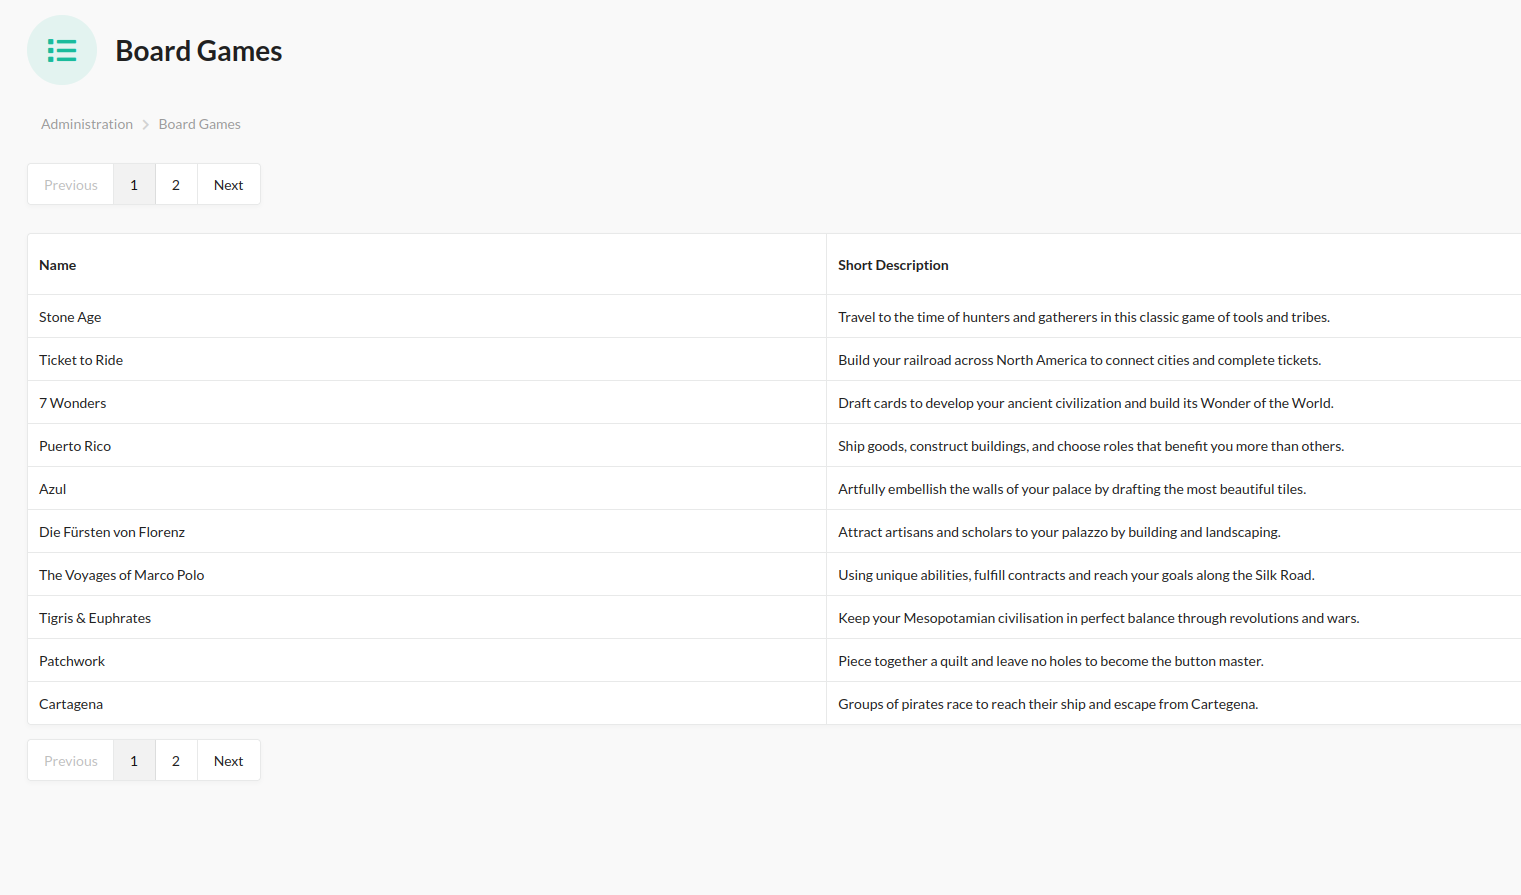 Board Games
Administration > Board Games
Previous 1 2 Next
Name Short Description
Stone Age Travel to the time of hunters and gatherers in this classic game of tools and tribes.
Ticket to Ride Build your railroad across North America to connect cities and complete tickets.
7 Wonders Draft cards to develop your ancient civilization and build its Wonder of the World.
Puerto Rico Ship goods, construct buildings, and choose roles that benefit you more than others.
Azul Artfully embellish the walls of your palace by drafting the most beautiful tiles.
Die Fürsten von Florenz Attract artisans and scholars to your palazzo by building and landscaping.
The Voyages of Marco Polo Using unique abilities, fulfill contracts and reach your goals along the Silk Road.
Tigris & Euphrates Keep your Mesopotamian civilisation in perfect balance through revolutions and wars.
Patchwork Piece together a quilt and leave no holes to become the button master.
Cartagena Groups of pirates race to reach their ship and escape from Cartegena.
Previous 1 2 Next